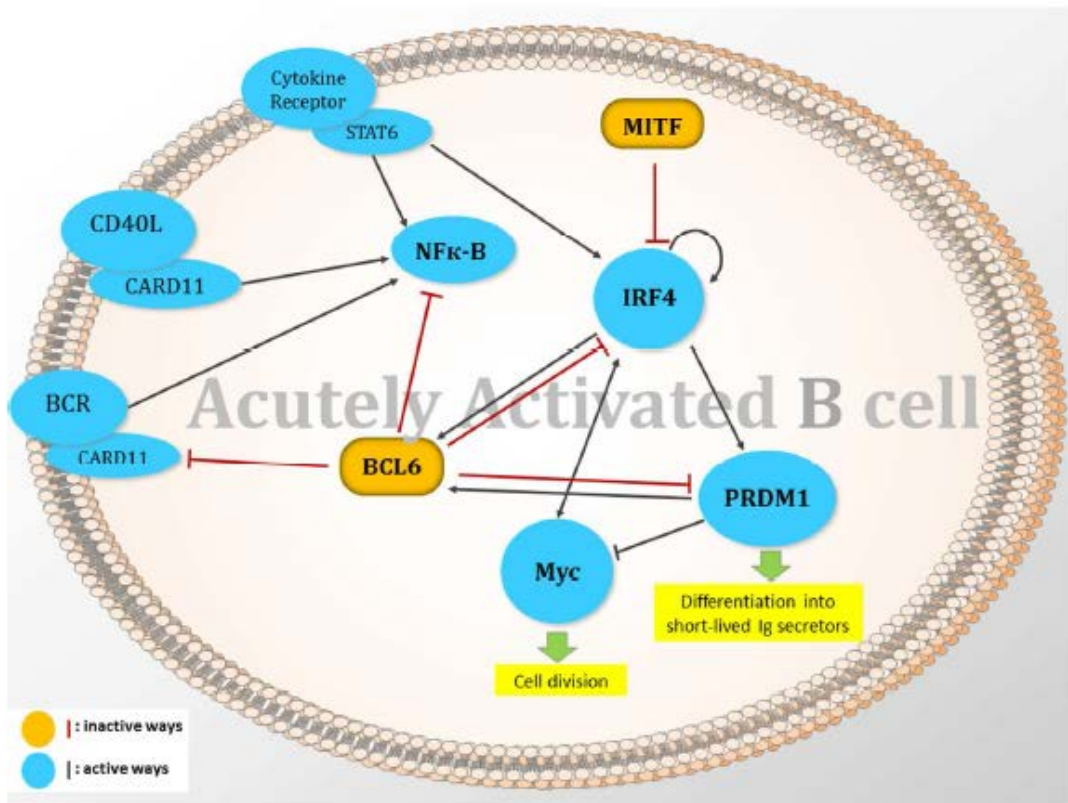 Cytokine
Receptor
STAT6
MITF
CD40L
CARD11
NFκ-B
IRF4
Acutely Activated B cell
BCR
CARD11
BCL6
PRDM1
Myc
Differentiation into
short-lived Ig secretors
Cell division
| : inactive ways
| : active ways